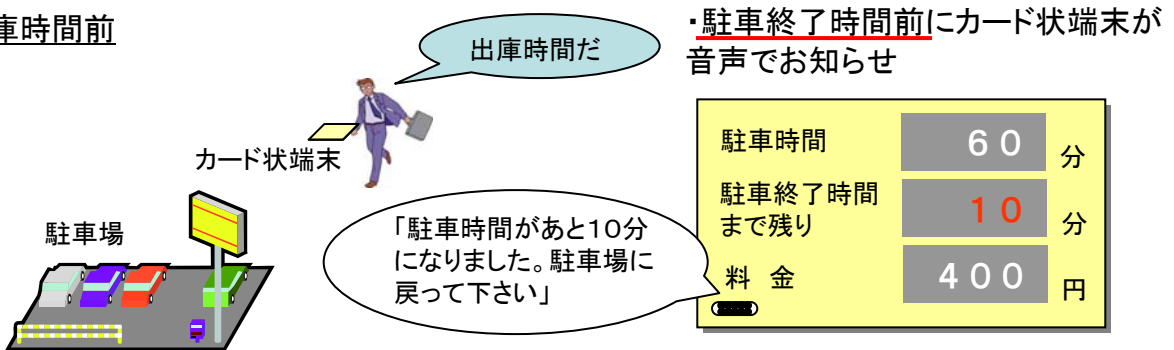 庫時間前
出庫時間だ
・駐車終了時間前にカード状端末が
音声でお知らせ
カード状端末
駐車場
「駐車時間があと１０分
になりました。駐車場に
戻って下さい」
駐車時間 ６０ 分
駐車終了時間
まで残り １０ 分
料 金 ４００ 円